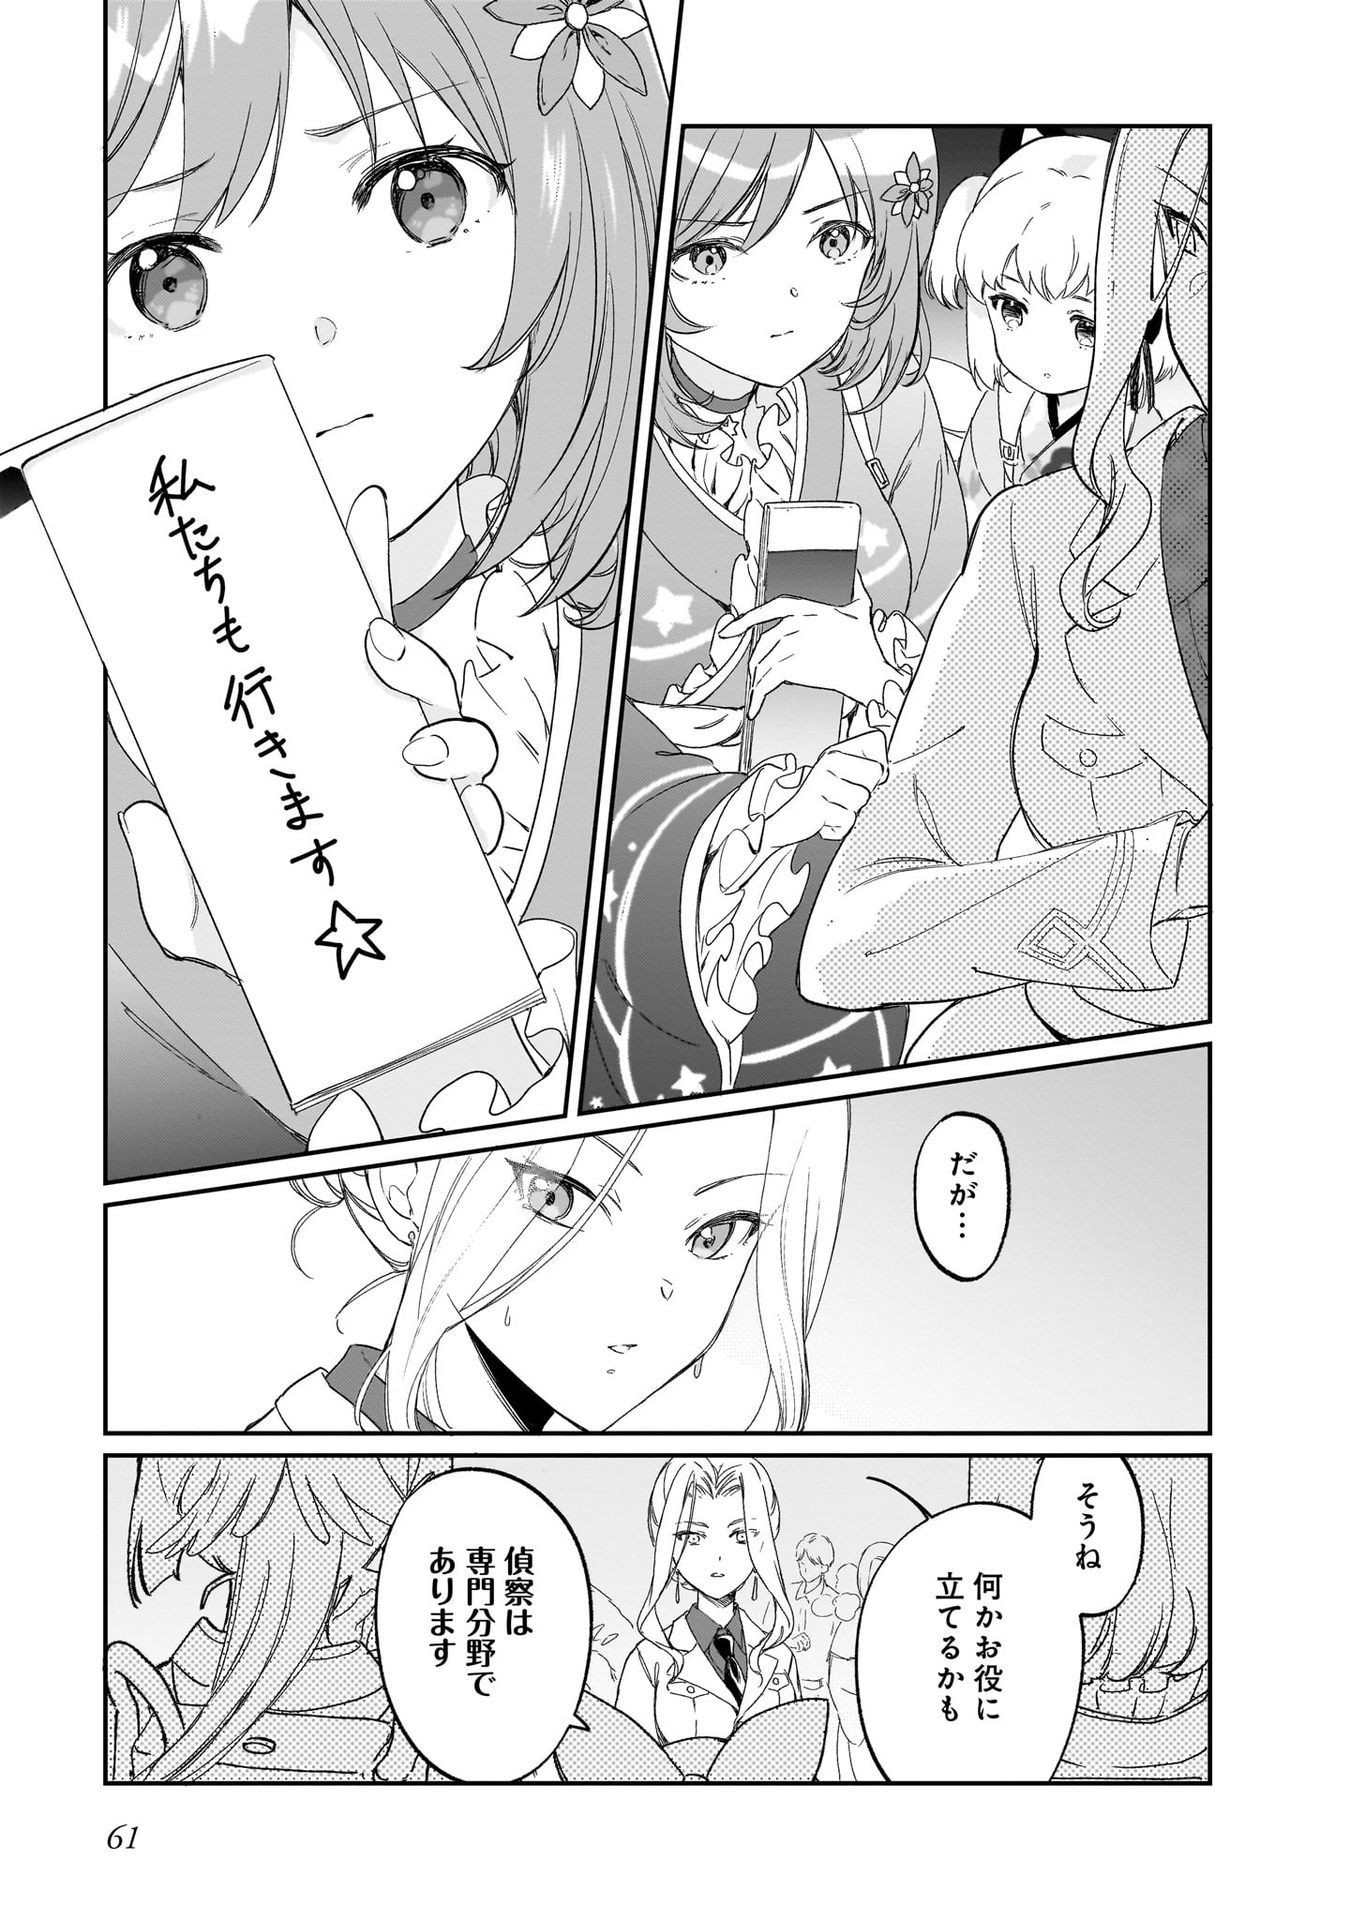 私たちも行きます☆
だが…
そうね
何かお役に
立てるかも
偵察は
専門分野で
あります
61